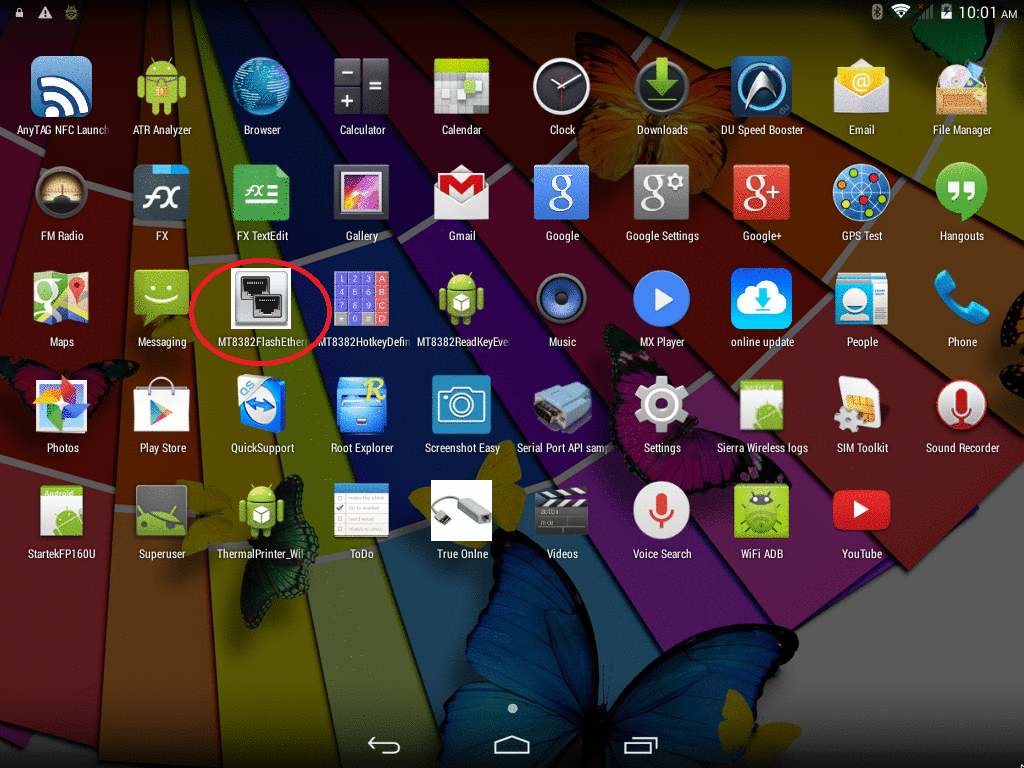 10:01 AM
AnyTAG NFC Launch
ATR Analyzer
Browser
Calculator
Calendar
Clock
Downloads
DU Speed Booster
Email
File Manager
FM Radio
FX
FX TextEdit
Gallery
Gmail
Google
Google Settings
Google+
GPS Test
Hangouts
Maps
Messaging
MT8382FlashEther
MT8382HotkeyDefin
MT8382ReadKeyEve
Music
MX Player
online update
People
Phone
Photos
Play Store
QuickSupport
Root Explorer
Screenshot Easy
Serial Port API samp
Settings
Sierra Wireless logs
SIM Toolkit
Sound Recorder
StartekFP160U
Superuser
ThermalPrinter_Wif
ToDo
True Onlne
Videos
Voice Search
WiFi ADB
YouTube